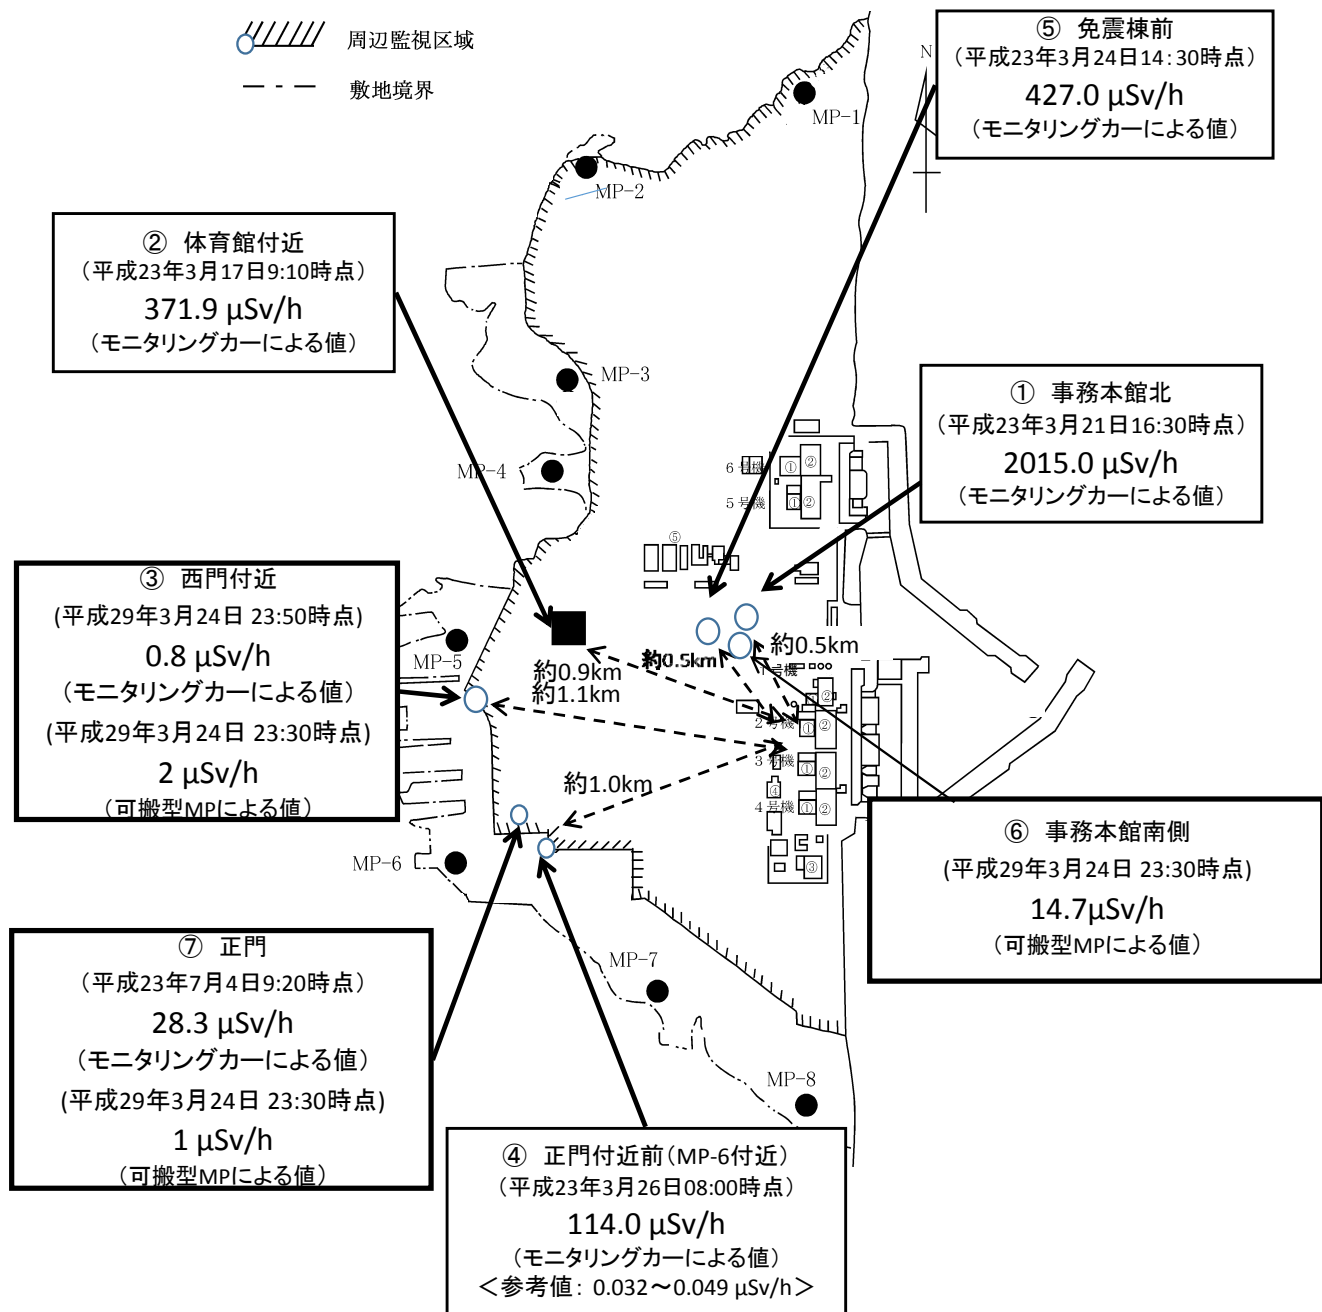 周辺監視区域
敷地境界
N
⑤ 免震棟前
（平成23年3月24日14：30時点）
427.0 μSv/h
（モニタリングカーによる値）
MP-1
MP-2
② 体育館付近
（平成23年3月17日9:10時点）
371.9 μSv/h
（モニタリングカーによる値）
MP-3
MP-4
① 事務本館北
（平成23年3月21日16:30時点）
2015.0 μSv/h
（モニタリングカーによる値）
6号機
①
②
5号機
①
②
⑤
③ 西門付近
(平成29年3月24日 23:50時点)
0.8 μSv/h
（モニタリングカーによる値）
(平成29年3月24日 23:30時点)
2 μSv/h
（可搬型MPによる値）
MP-5
約0.9km
約1.1km
約0.5km
約0.5km
1号機
②
2号機
①
②
3号機
①
②
④
4号機
①
②
③
約1.0km
MP-6
⑥ 事務本館南側
(平成29年3月24日 23:30時点)
14.7μSv/h
（可搬型MPによる値）
⑦ 正門
（平成23年7月4日9:20時点）
28.3 μSv/h
（モニタリングカーによる値）
(平成29年3月24日 23:30時点)
1 μSv/h
（可搬型MPによる値）
MP-7
MP-8
④ 正門付近前（MP-6付近）
（平成23年3月26日08:00時点）
114.0 μSv/h
（モニタリングカーによる値）
＜参考値： 0.032～0.049 μSv/h＞